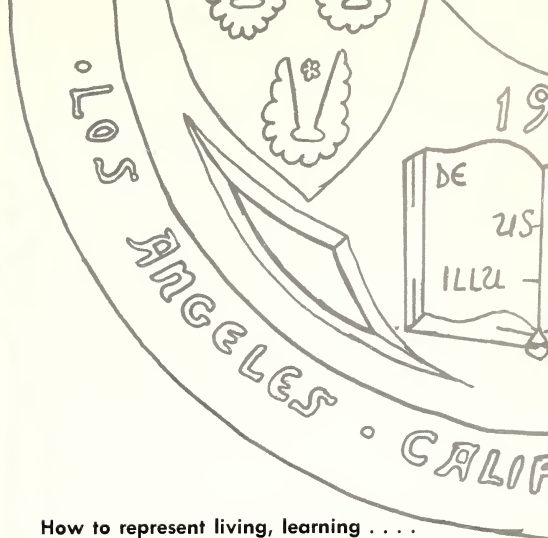 · LOS ANGELES · CALIF
19
DE
US-
ILLU -
How to represent living, learning . . . .